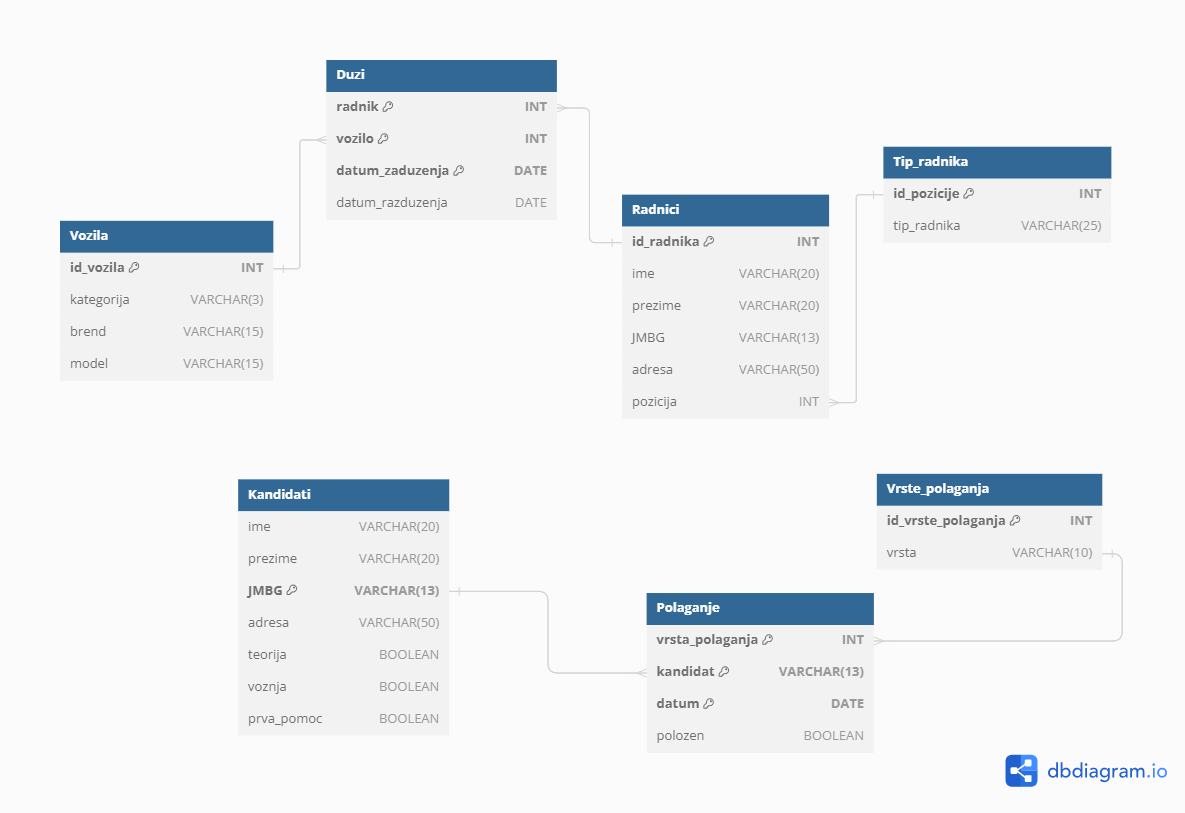 Duzi
radnik INT
vozilo INT
datum_zaduzenja DATE
datum_razduzenja DATE
Vozila
id_vozila INT
kategorija VARCHAR(3)
brend VARCHAR(15)
model VARCHAR(15)
Radnici
id_radnika INT
ime VARCHAR(20)
prezime VARCHAR(20)
JMBG VARCHAR(13)
adresa VARCHAR(50)
pozicija INT
Tip_radnika
id_pozicije INT
tip_radnika VARCHAR(25)
Kandidati
ime VARCHAR(20)
prezime VARCHAR(20)
JMBG VARCHAR(13)
adresa VARCHAR(50)
teorija BOOLEAN
voznja BOOLEAN
prva_pomoc BOOLEAN
Vrste_polaganja
id_vrste_polaganja INT
vrsta VARCHAR(10)
Polaganje
vrsta_polaganja INT
kandidat VARCHAR(13)
datum DATE
polozen BOOLEAN
dbdiagram.io